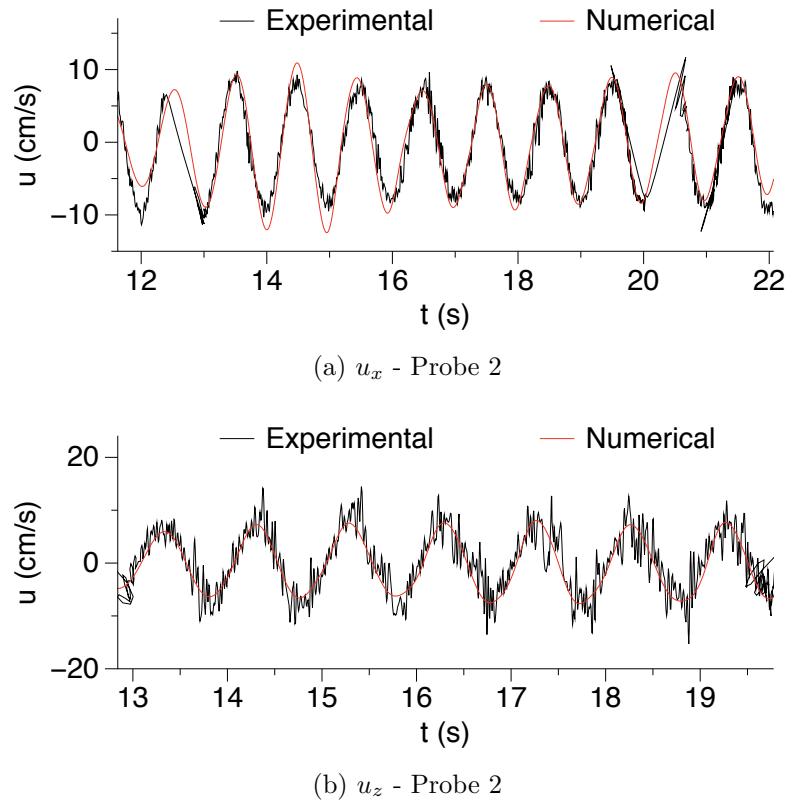 Experimental Numerical
10
0
−10
u (cm/s)
12 14 16 18 20 22
t (s)
(a) u_x - Probe 2
Experimental Numerical
20
0
−20
u (cm/s)
13 14 15 16 17 18 19
t (s)
(b) u_z - Probe 2